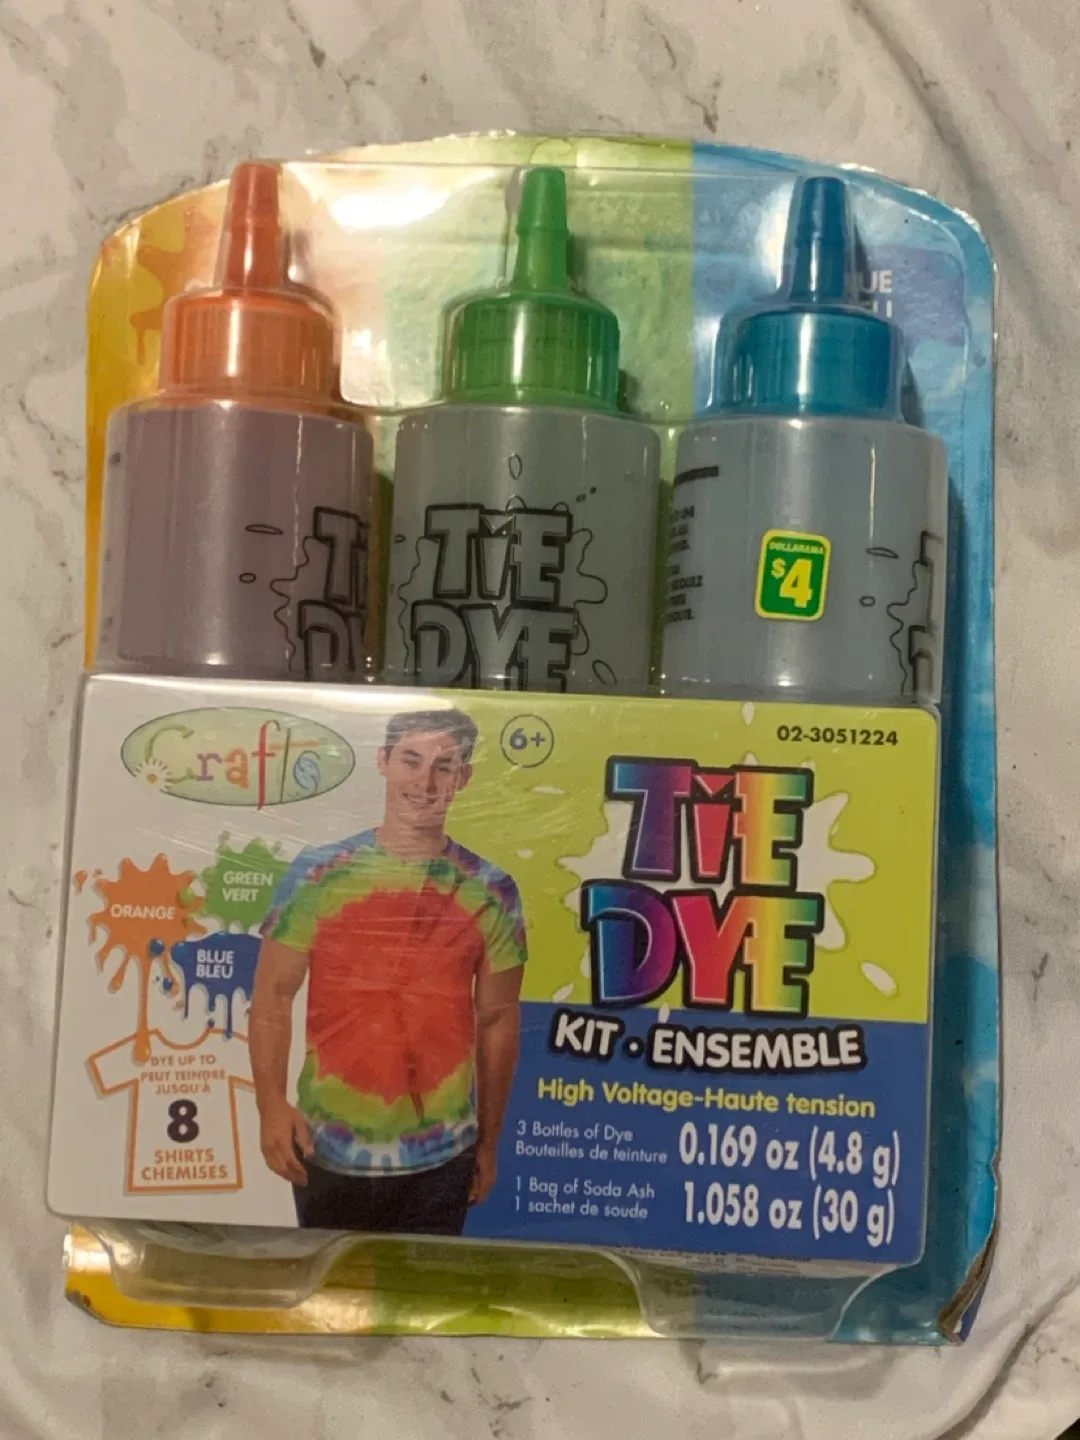 TiE
DYE
DOLLARAMA
$4
Crafts
6+
02-3051224
TiE
DYE
KIT • ENSEMBLE
High Voltage-Haute tension
GREEN
VERT
ORANGE
BLUE
BLEU
DYE UP TO
PEUT TEINDRE
JUSQU'À
8
SHIRTS
CHEMISES
3 Bottles of Dye
Bouteilles de teinture
0.169 oz (4.8 g)
1 Bag of Soda Ash
1 sachet de soude
1.058 oz (30 g)